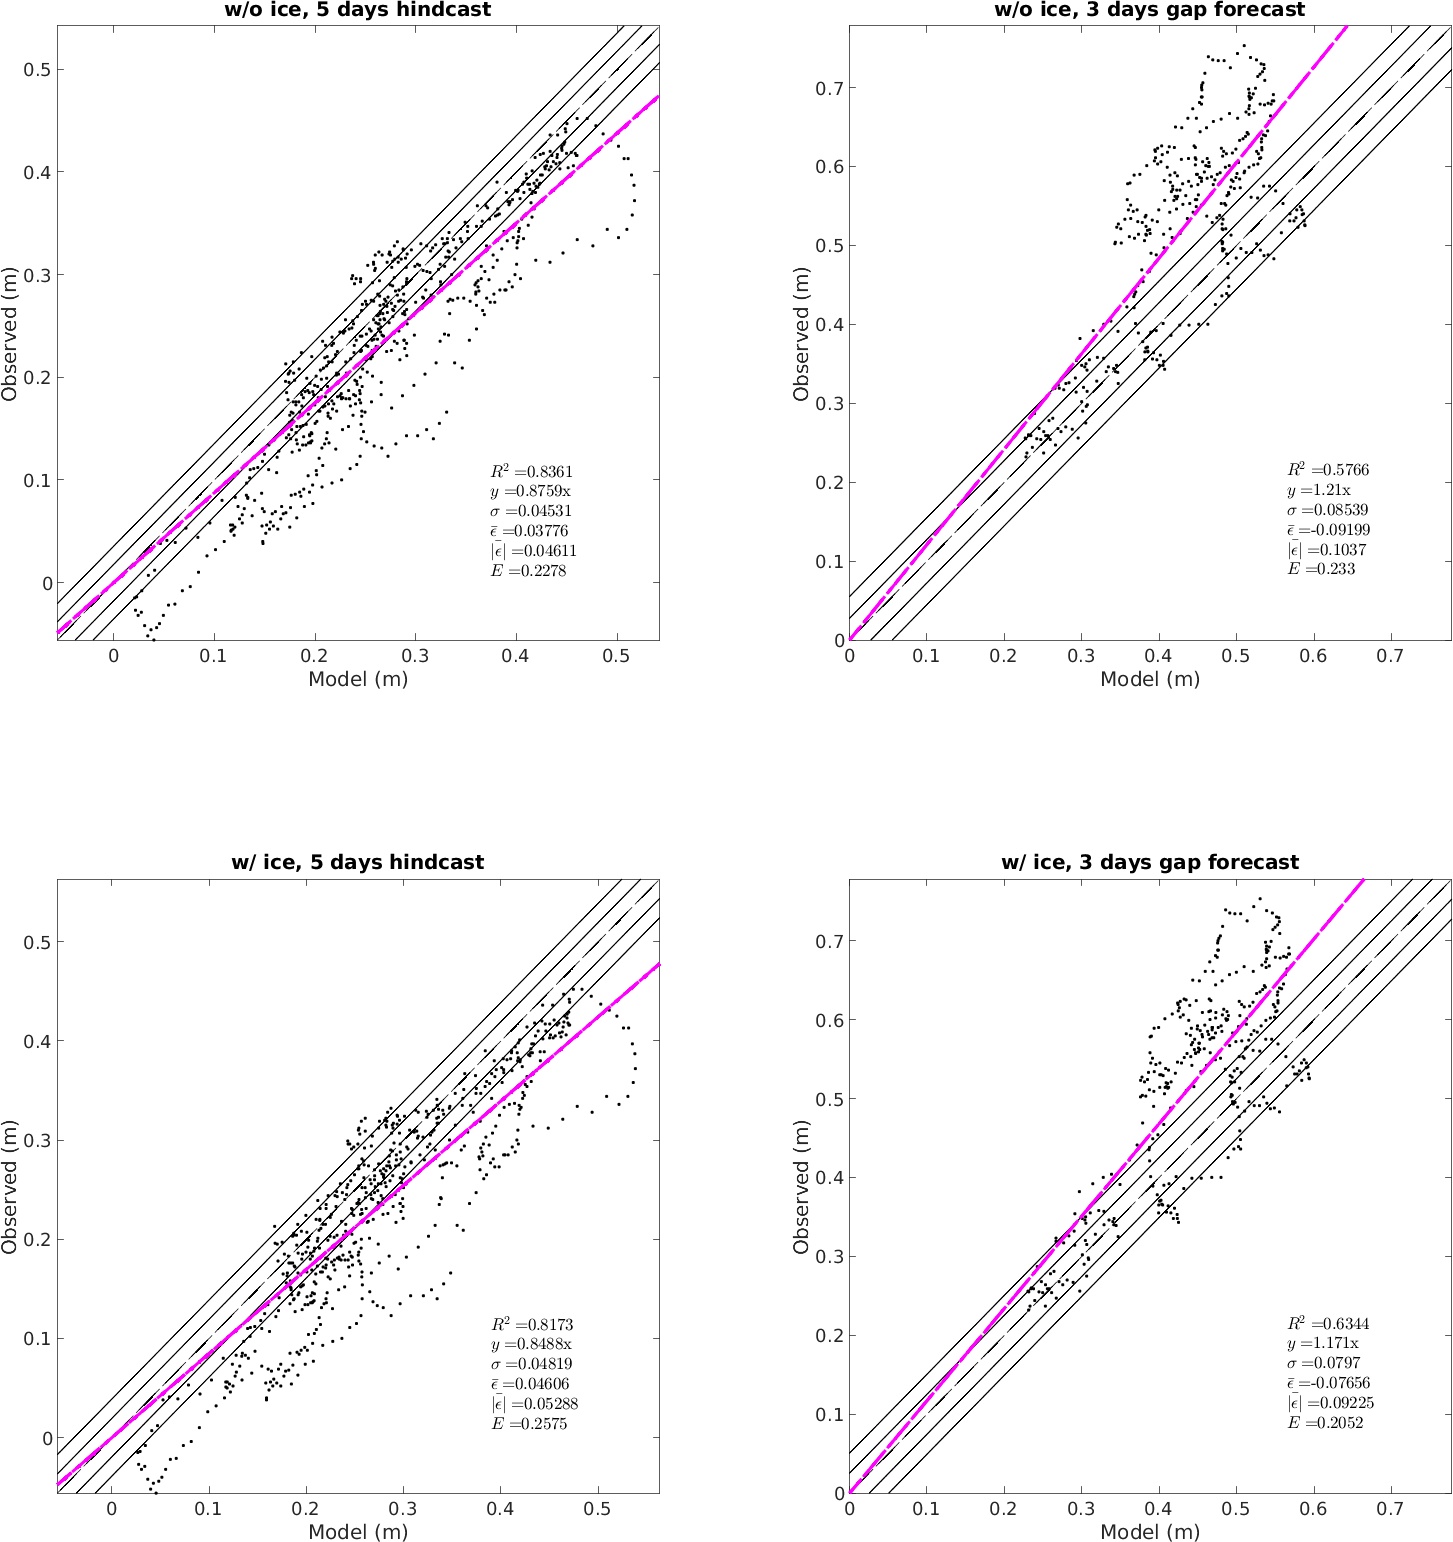 w/o ice, 5 days hindcast
0.5
0.4
0.3
0.2
0.1
0
Observed (m)
R² =0.8361
y =0.8759x
σ =0.04531
ε̄ =0.03776
|ε̄| =0.04611
E =0.2278
0 0.1 0.2 0.3 0.4 0.5
Model (m)
w/o ice, 3 days gap forecast
0.7
0.6
0.5
0.4
0.3
0.2
0.1
0
Observed (m)
R² =0.5766
y =1.21x
σ =0.08539
ε̄ =-0.09199
|ε̄| =0.1037
E =0.233
0 0.1 0.2 0.3 0.4 0.5 0.6 0.7
Model (m)
w/ ice, 5 days hindcast
0.5
0.4
0.3
0.2
0.1
0
Observed (m)
R² =0.8173
y =0.8488x
σ =0.04819
ε̄ =0.04606
|ε̄| =0.05288
E =0.2575
0 0.1 0.2 0.3 0.4 0.5
Model (m)
w/ ice, 3 days gap forecast
0.7
0.6
0.5
0.4
0.3
0.2
0.1
0
Observed (m)
R² =0.6344
y =1.171x
σ =0.0797
ε̄ =-0.07656
|ε̄| =0.09225
E =0.2052
0 0.1 0.2 0.3 0.4 0.5 0.6 0.7
Model (m)